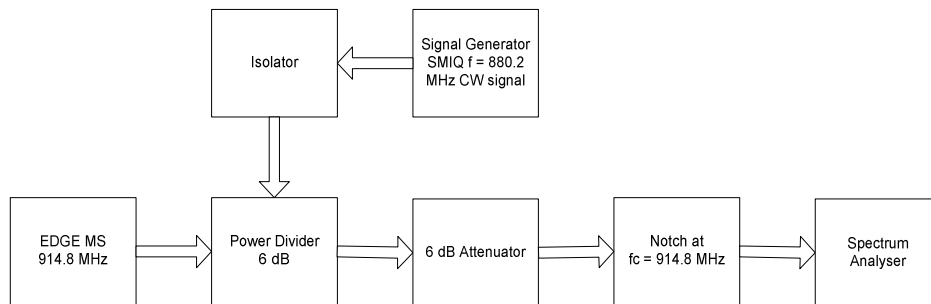 Isolator
Signal Generator
SMIQ f = 880.2
MHz CW signal
EDGE MS
914.8 MHz
Power Divider
6 dB
6 dB Attenuator
Notch at
fc = 914.8 MHz
Spectrum
Analyser